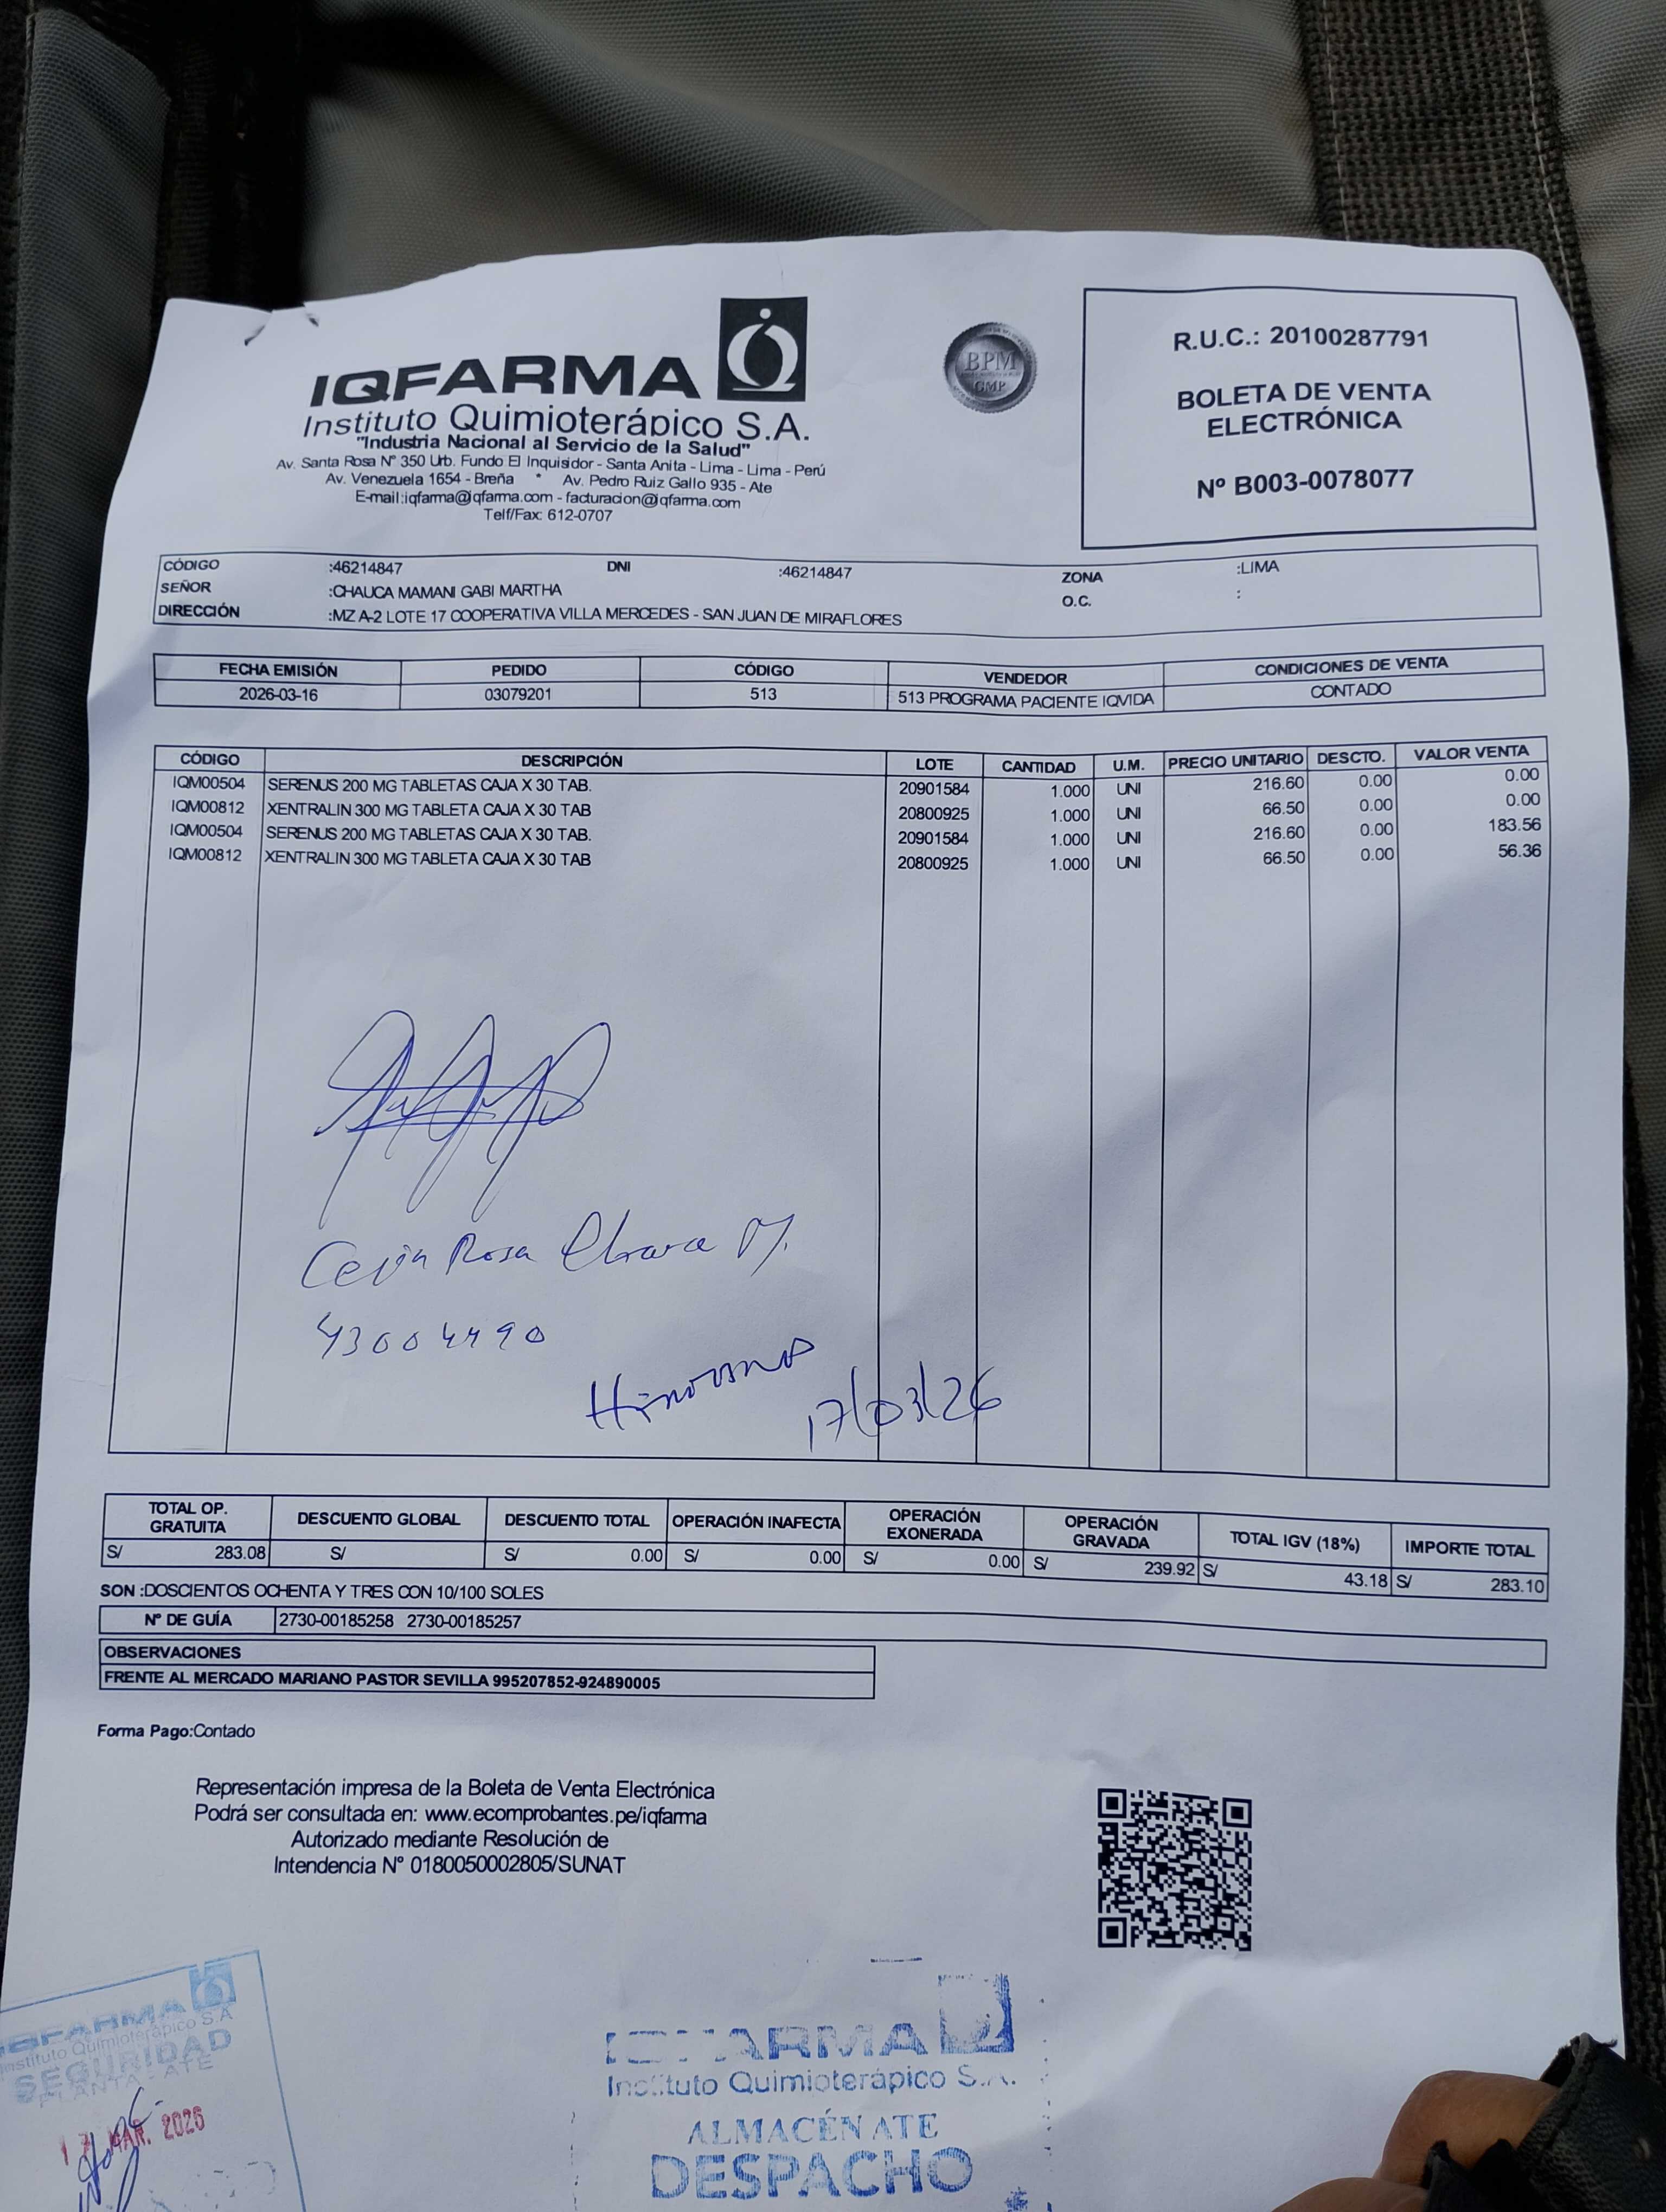 IQFARMA
Instituto Quimioterápico S.A.
"Industria Nacional al Servicio de la Salud"
Av. Santa Rosa N° 350 Urb. Fundo El Inquisidor - Santa Anita - Lima - Lima - Perú
Av. Venezuela 1654 - Breña * Av. Pedro Ruiz Gallo 935 - Ate
E-mail:iqfarma@iqfarma.com - facturacion@iqfarma.com
Telf/Fax: 612-0707
BPM
GMP
R.U.C.: 20100287791
BOLETA DE VENTA
ELECTRÓNICA
Nº B003-0078077
CÓDIGO :46214847 DNI :46214847 ZONA :LIMA
SEÑOR :CHAUCA MAMANI GABI MARTHA O.C. :
DIRECCIÓN :MZ A-2 LOTE 17 COOPERATIVA VILLA MERCEDES - SAN JUAN DE MIRAFLORES
FECHA EMISIÓN PEDIDO CÓDIGO VENDEDOR CONDICIONES DE VENTA
2026-03-16 03079201 513 513 PROGRAMA PACIENTE IQVIDA CONTADO
CÓDIGO DESCRIPCIÓN LOTE CANTIDAD U.M. PRECIO UNITARIO DESCTO. VALOR VENTA
IQM00504 SERENUS 200 MG TABLETAS CAJA X 30 TAB. 20901584 1.000 UNI 216.60 0.00 0.00
IQM00812 XENTRALIN 300 MG TABLETA CAJA X 30 TAB 20800925 1.000 UNI 66.50 0.00 0.00
IQM00504 SERENUS 200 MG TABLETAS CAJA X 30 TAB. 20901584 1.000 UNI 216.60 0.00 183.56
IQM00812 XENTRALIN 300 MG TABLETA CAJA X 30 TAB 20800925 1.000 UNI 66.50 0.00 56.36
Rosa M.
43004490
17/03/26
TOTAL OP. GRATUITA DESCUENTO GLOBAL DESCUENTO TOTAL OPERACIÓN INAFECTA OPERACIÓN EXONERADA OPERACIÓN GRAVADA TOTAL IGV (18%) IMPORTE TOTAL
S/ 283.08 S/ S/ 0.00 S/ 0.00 S/ 0.00 S/ 239.92 S/ 43.18 S/ 283.10
SON :DOSCIENTOS OCHENTA Y TRES CON 10/100 SOLES
Nº DE GUÍA 2730-00185258 2730-00185257
OBSERVACIONES
FRENTE AL MERCADO MARIANO PASTOR SEVILLA 995207852-924890005
Forma Pago:Contado
Representación impresa de la Boleta de Venta Electrónica
Podrá ser consultada en: www.ecomprobantes.pe/iqfarma
Autorizado mediante Resolución de
Intendencia N° 0180050002805/SUNAT
IQFARMA
Instituto Quimioterápico S.A
SEGURIDAD
PLANTA - ATE
MAR. 2026
IQFARMA
Instituto Quimioterápico S.A.
ALMACÉN ATE
DESPACHO